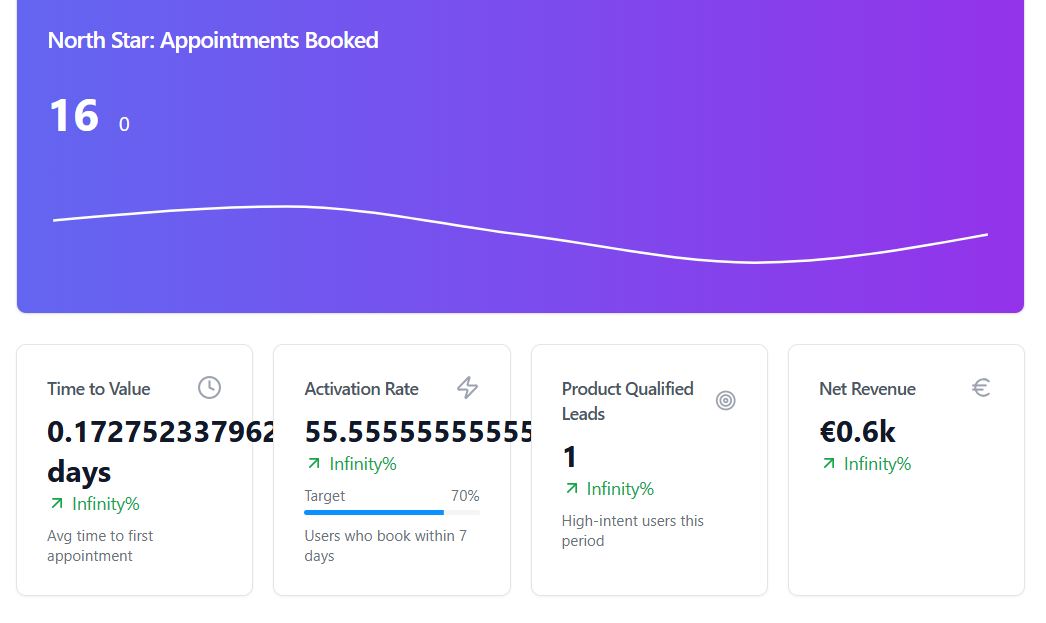 North Star: Appointments Booked
16 0
Time to Value
0.172752337962
days
Infinity%
Avg time to first
appointment
Activation Rate
55.55555555555
Infinity%
Target 70%
Users who book within 7
days
Product Qualified
Leads
1
Infinity%
High-intent users this
period
Net Revenue
€0.6k
Infinity%